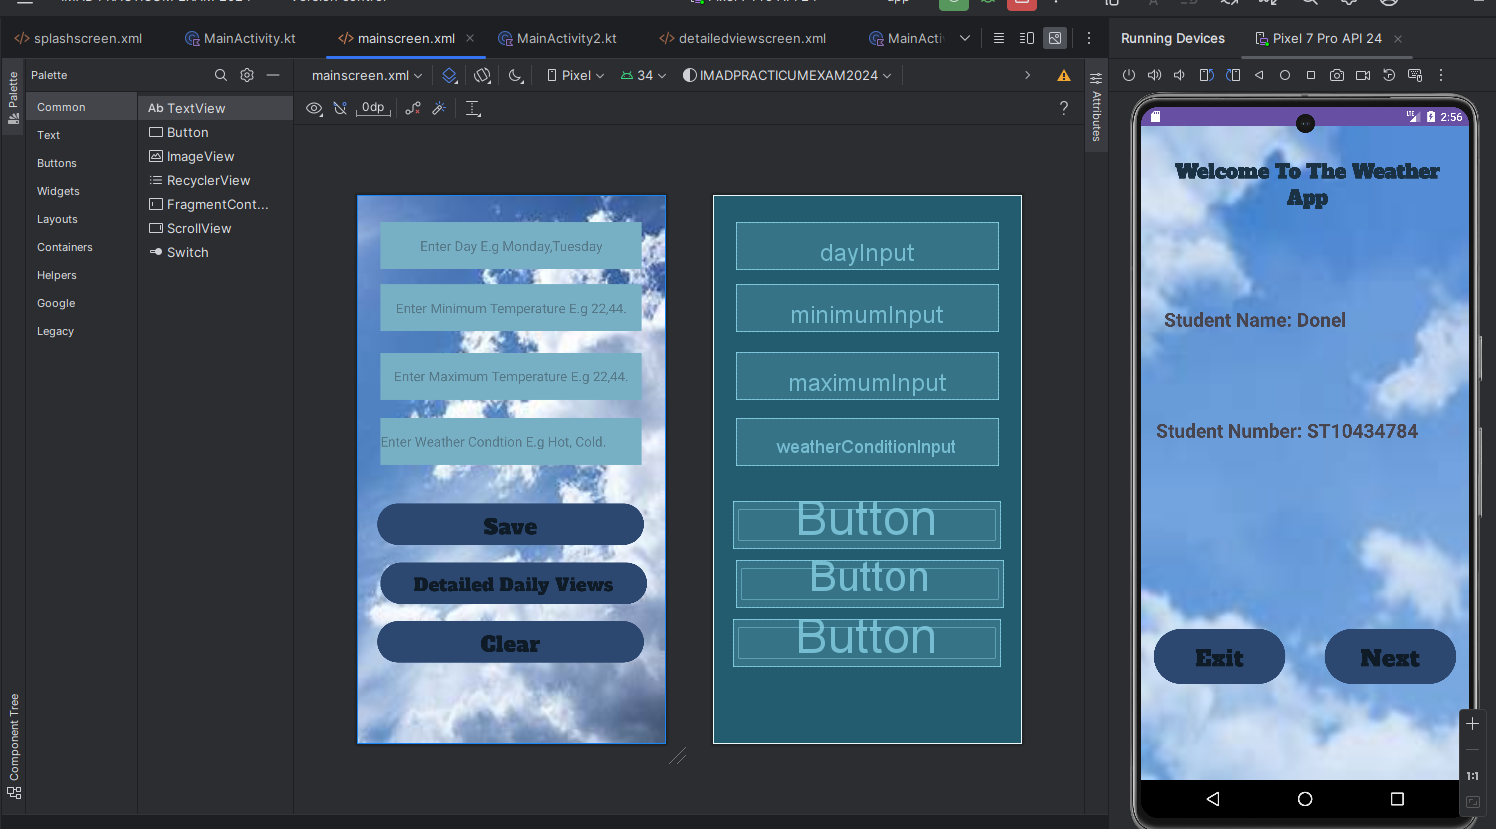 splashscreen.xml
MainActivity.kt
mainscreen.xml
MainActivity2.kt
detailedviewscreen.xml
MainActiv
Running Devices
Pixel 7 Pro API 24
Palette
Palette
mainscreen.xml
Pixel
34
IMADPRACTICUMEXAM2024
Attributes
0dp
?
Common
Text
Buttons
Widgets
Layouts
Containers
Helpers
Google
Legacy
Ab TextView
Button
ImageView
RecyclerView
FragmentCont...
ScrollView
Switch
Component Tree
Enter Day E.g Monday,Tuesday
Enter Minimum Temperature E.g 22,44.
Enter Maximum Temperature E.g 22,44.
Enter Weather Condtion E.g Hot, Cold.
Save
Detailed Daily Views
Clear
dayInput
minimumInput
maximumInput
weatherConditionInput
Button
Button
Button
LTE
2:56
Welcome To The Weather
App
Student Name: Donel
Student Number: ST10434784
Exit
Next
1:1